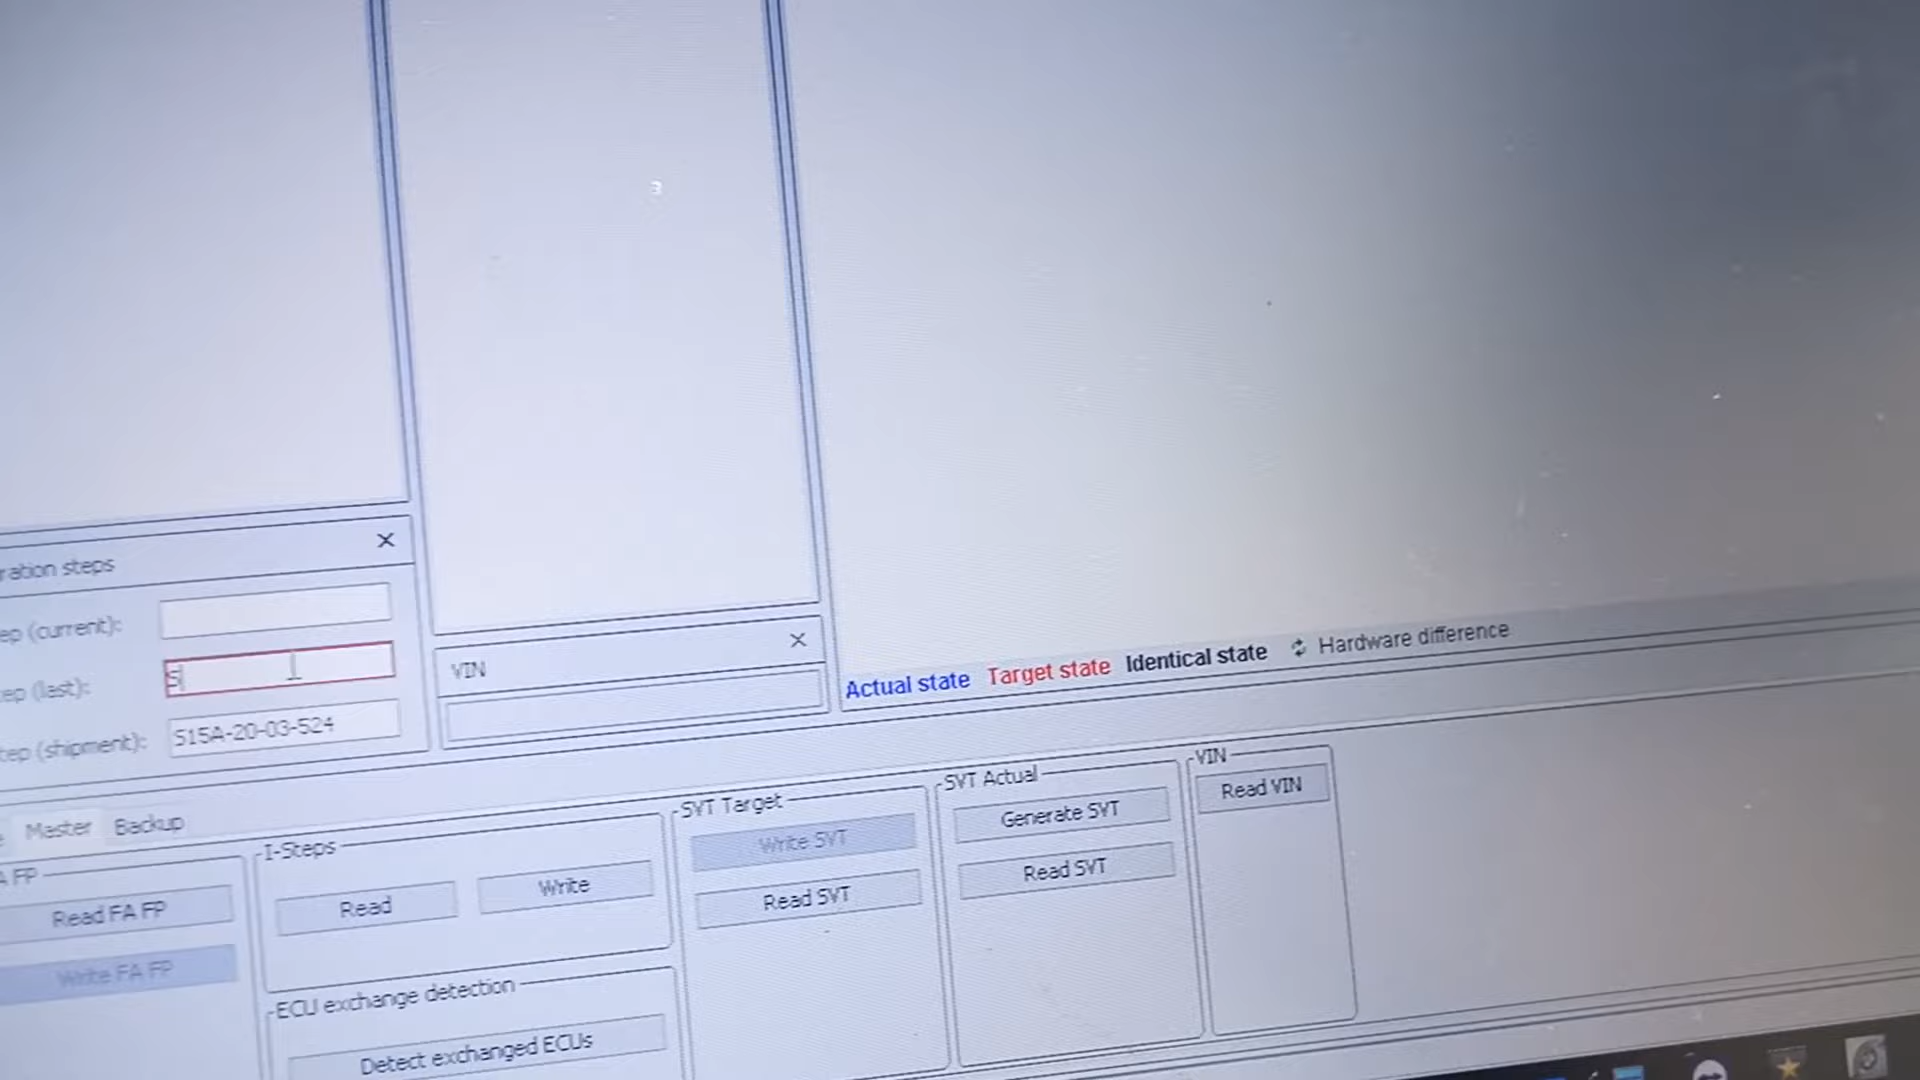 ration steps
ep (current):
ep (last):
S
tep (shipment):
S15A-20-03-524
VIN
Actual state Target state Identical state Hardware difference
Master Backup
A FP
Read FA FP
Write FA FP
I-Steps
Read
Write
ECU exchange detection
Detect exchanged ECUs
SVT Target
Write SVT
Read SVT
SVT Actual
Generate SVT
Read SVT
VIN
Read VIN